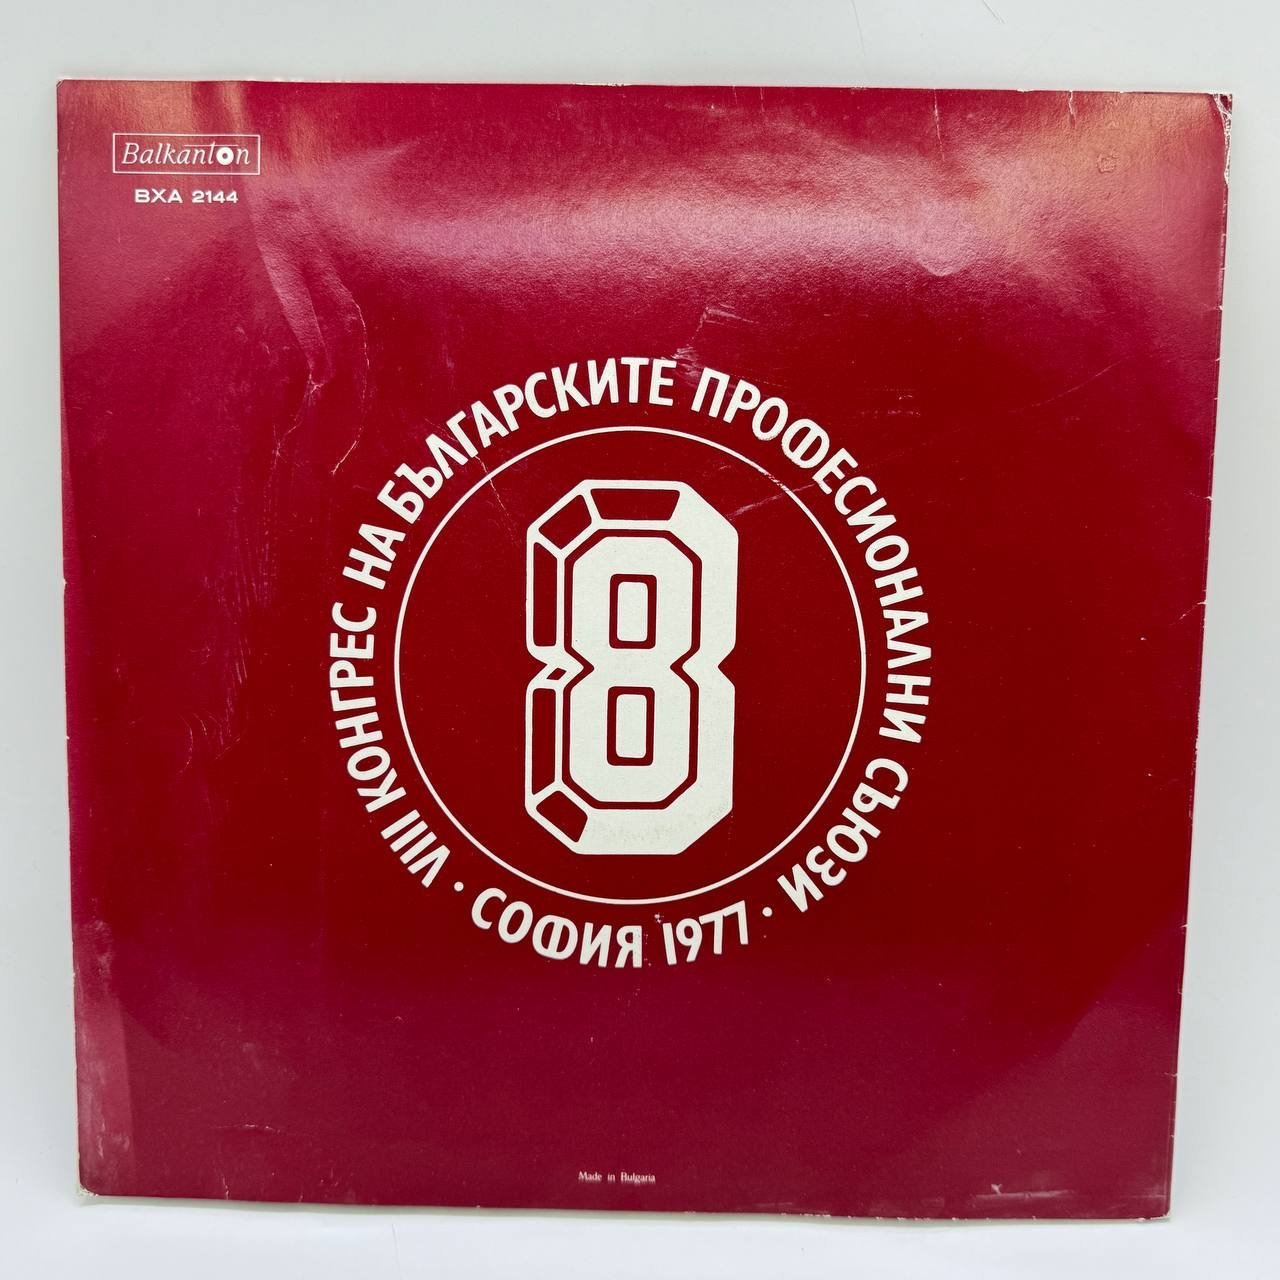 Balkanton
ВХА 2144
VIII КОНГРЕС НА БЪЛГАРСКИТЕ ПРОФЕСИОНАЛНИ СЪЮЗИ · СОФИЯ 1977 ·
8
Made in Bulgaria